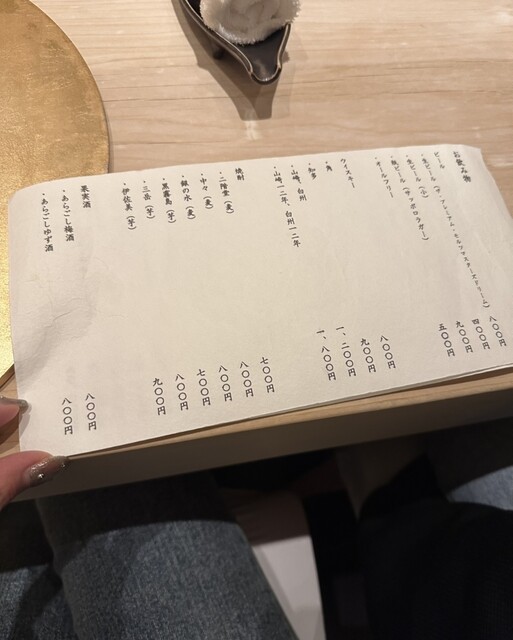 お飲み物
ビール
・生ビール（ザ・プレミアム・モルツマスターズドリーム） 八〇〇円
・生ビール（小） 四〇〇円
・瓶ビール（サッポロラガー） 九〇〇円
・オールフリー 五〇〇円
ウイスキー
・角 八〇〇円
・知多 九〇〇円
・山崎、白州 一、二〇〇円
・山崎一二年、白州一二年 一、八〇〇円
焼酎
・二階堂（麦） 七〇〇円
・中々（麦） 八〇〇円
・銀の水（麦） 八〇〇円
・黒霧島（芋） 七〇〇円
・三岳（芋） 八〇〇円
・伊佐美（芋） 九〇〇円
果実酒
・あらごし梅酒 八〇〇円
・あらごしゆず酒 八〇〇円